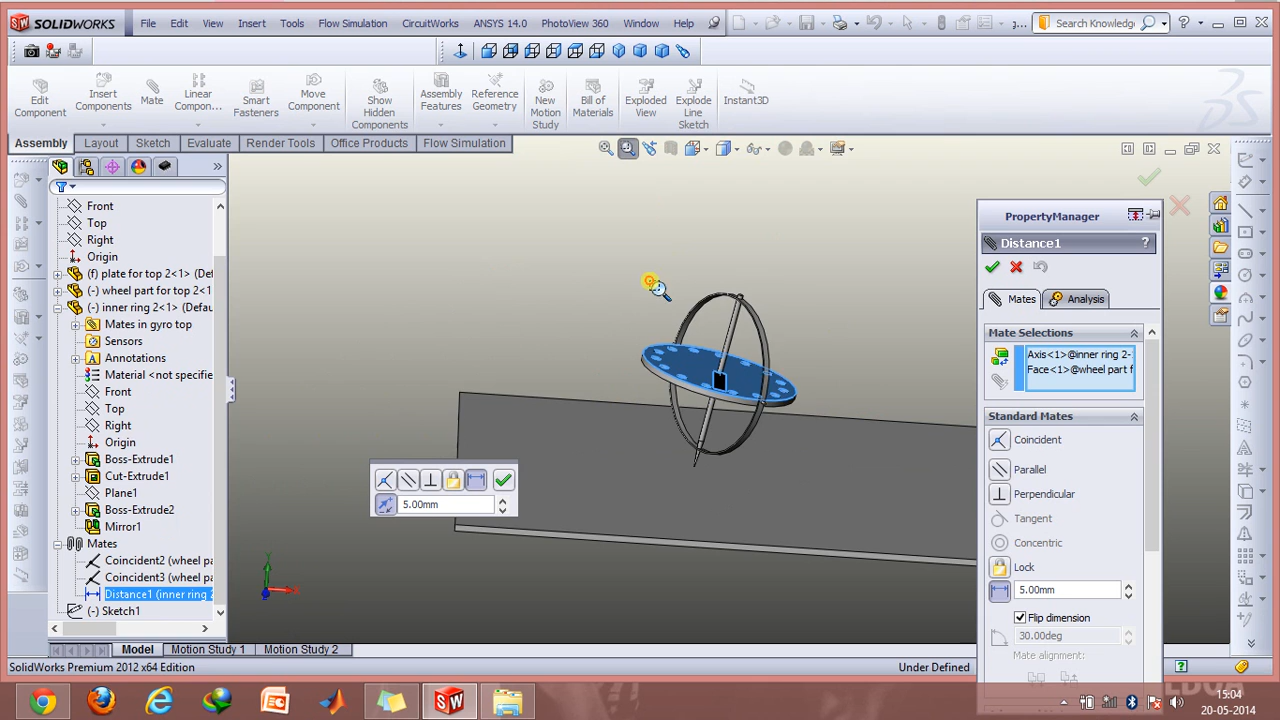 SOLIDWORKS File Edit View Insert Tools Flow Simulation CircuitWorks ANSYS 14.0 PhotoView 360 Window Help Search Knowledge
Edit Component
Insert Components
Mate
Linear Compon...
Smart Fasteners
Move Component
Show Hidden Components
Assembly Features
Reference Geometry
New Motion Study
Bill of Materials
Exploded View
Explode Line Sketch
Instant3D
Assembly Layout Sketch Evaluate Render Tools Office Products Flow Simulation
Front
Top
Right
Origin
(f) plate for top 2<1> (Def
(-) wheel part for top 2<1>
(-) inner ring 2<1> (Defau
Mates in gyro top
Sensors
Annotations
Material <not specifie
Front
Top
Right
Origin
Boss-Extrude1
Cut-Extrude1
Plane1
Boss-Extrude2
Mirror1
Mates
Coincident2 (wheel pa
Coincident3 (wheel pa
Distance1 (inner ring 2
(-) Sketch1
5.00mm
PropertyManager
Distance1 ?
Mates Analysis
Mate Selections
Axis<1>@inner ring 2-
Face<1>@wheel part f
Standard Mates
Coincident
Parallel
Perpendicular
Tangent
Concentric
Lock
5.00mm
Flip dimension
30.00deg
Mate alignment:
Model Motion Study 1 Motion Study 2
SolidWorks Premium 2012 x64 Edition Under Defined
15:04
20-05-2014